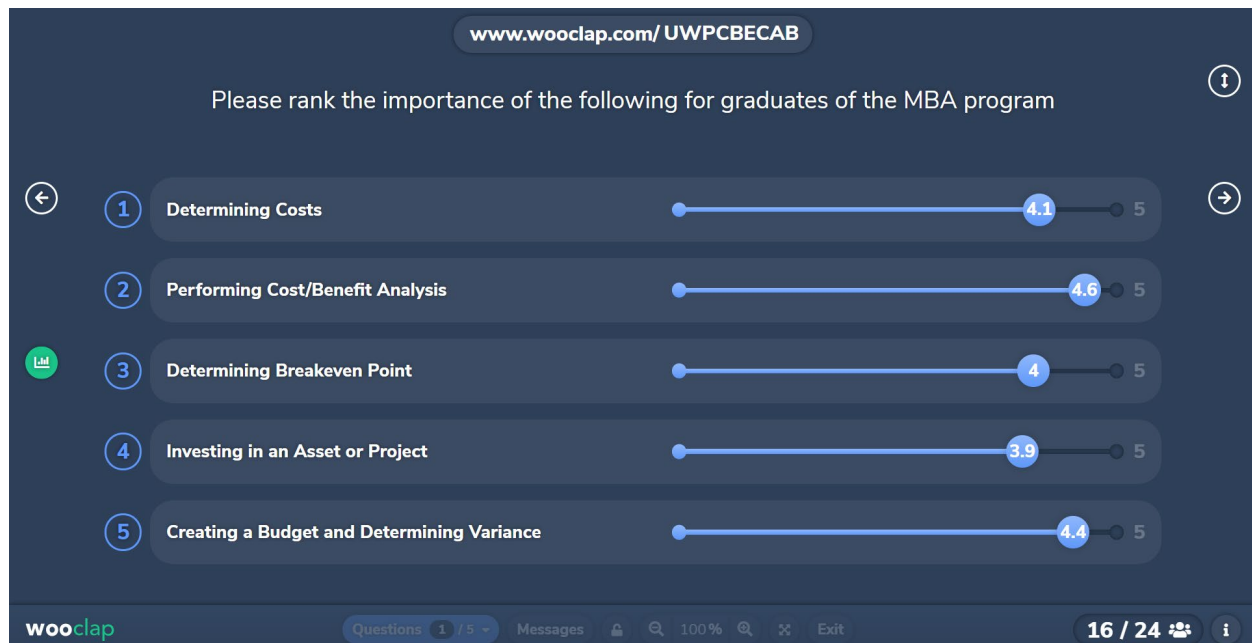 www.wooclap.com/ UWPCBECAB
Please rank the importance of the following for graduates of the MBA program
1 Determining Costs 4.1 5
2 Performing Cost/Benefit Analysis 4.6 5
3 Determining Breakeven Point 4 5
4 Investing in an Asset or Project 3.9 5
5 Creating a Budget and Determining Variance 4.4 5
wooclap Questions 1 / 5 Messages 100% Exit 16 / 24 i